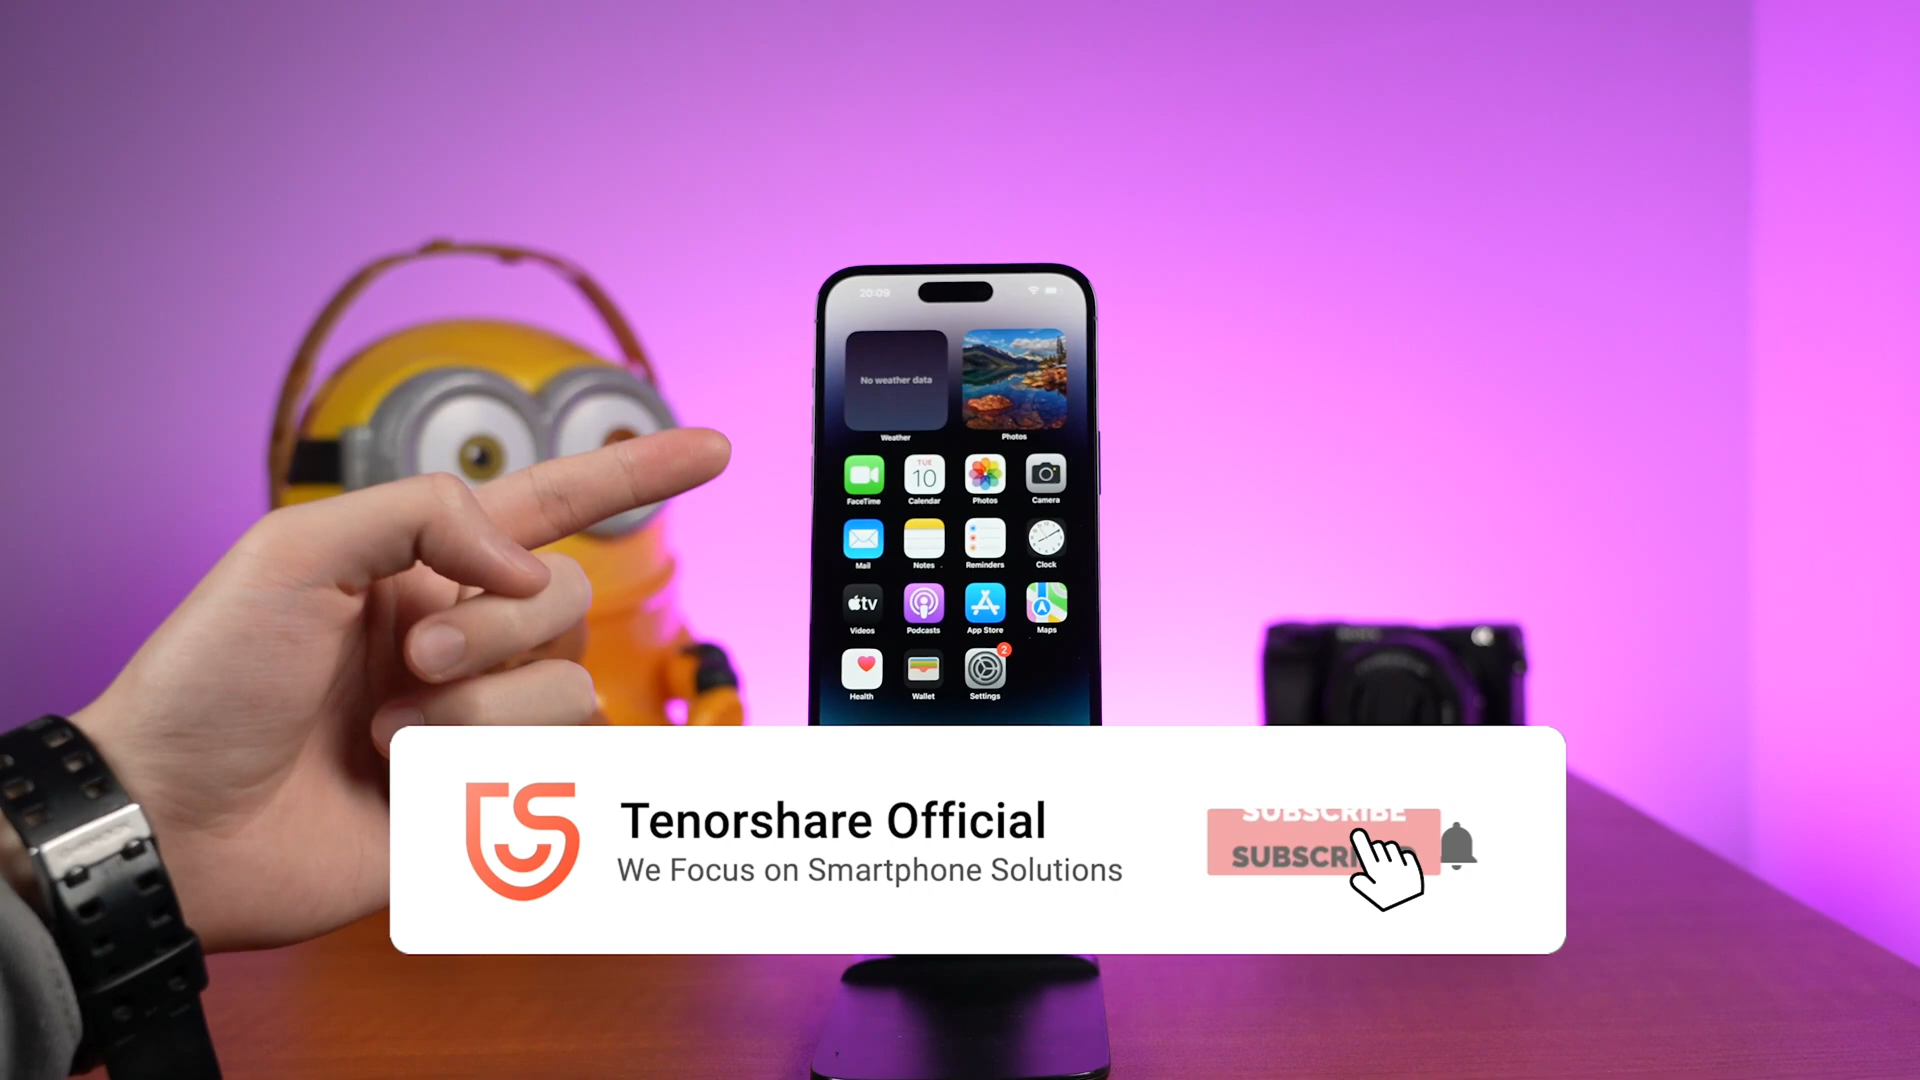 20:09
No weather data
Weather
Photos
TUE
10
FaceTime
Calendar
Photos
Camera
Mail
Notes
Reminders
Clock
tv
Videos
Podcasts
App Store
Maps
2
Health
Wallet
Settings
Tenorshare Official
We Focus on Smartphone Solutions
SUBSCRIBE